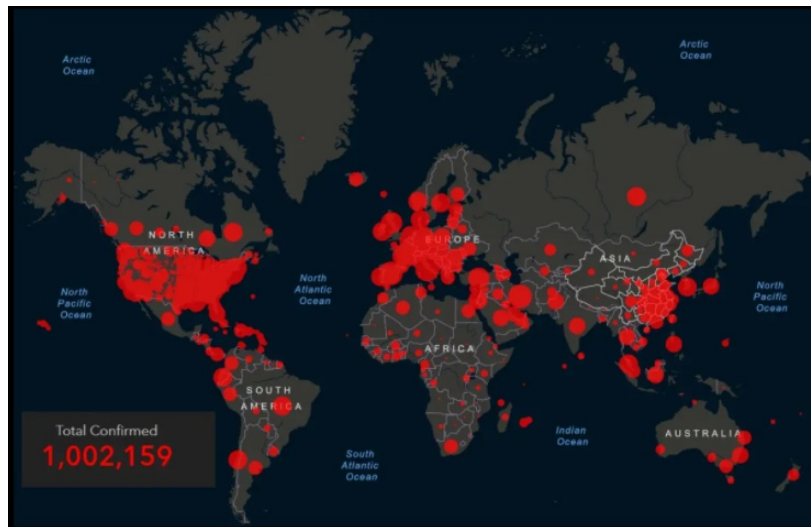 Arctic
Ocean
Arctic
Ocean
NORTH
AMERICA
EUROPE
ASIA
North
Pacific
Ocean
North
Atlantic
Ocean
North
Pacific
Ocean
AFRICA
SOUTH
AMERICA
Total Confirmed
1,002,159
South
Atlantic
Ocean
Indian
Ocean
AUSTRALIA